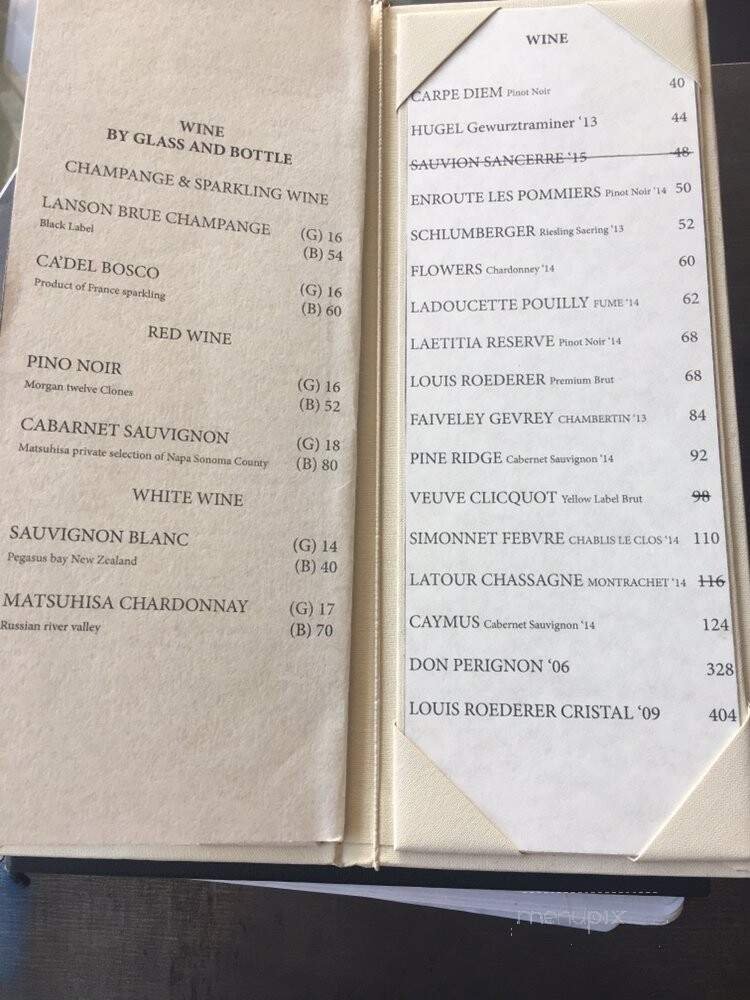 WINE
BY GLASS AND BOTTLE
CHAMPANGE & SPARKLING WINE
LANSON BRUE CHAMPANGE (G) 16
Black Label (B) 54
CA'DEL BOSCO (G) 16
Product of France sparkling (B) 60
RED WINE
PINO NOIR (G) 16
Morgan twelve Clones (B) 52
CABARNET SAUVIGNON (G) 18
Matsuhisa private selection of Napa Sonoma County (B) 80
WHITE WINE
SAUVIGNON BLANC (G) 14
Pegasus bay New Zealand (B) 40
MATSUHISA CHARDONNAY (G) 17
Russian river valley (B) 70
WINE
CARPE DIEM Pinot Noir 40
HUGEL Gewurztraminer '13 44
SAUVION SANCERRE '15 48
ENROUTE LES POMMIERS Pinot Noir '14 50
SCHLUMBERGER Riesling Saering '13 52
FLOWERS Chardonney '14 60
LADOUCETTE POUILLY FUME '14 62
LAETITIA RESERVE Pinot Noir '14 68
LOUIS ROEDERER Premium Brut 68
FAIVELEY GEVREY CHAMBERTIN '13 84
PINE RIDGE Cabernet Sauvignon '14 92
VEUVE CLICQUOT Yellow Label Brut 98
SIMONNET FEBVRE CHABLIS LE CLOS '14 110
LATOUR CHASSAGNE MONTRACHET '14 116
CAYMUS Cabernet Sauvignon '14 124
DON PERIGNON '06 328
LOUIS ROEDERER CRISTAL '09 404
menupix